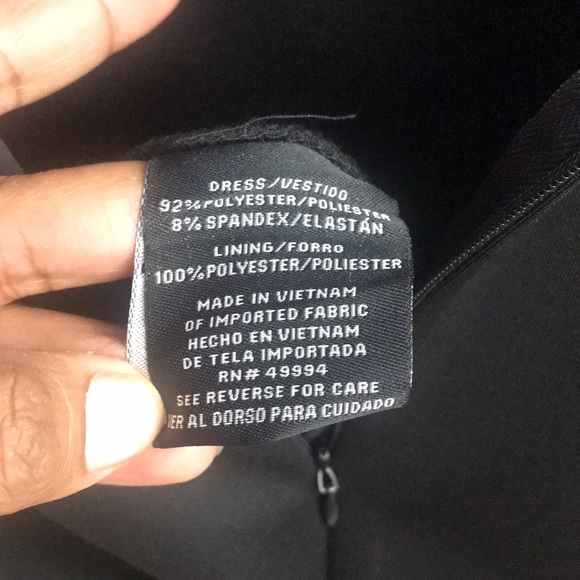 DRESS/VESTIDO
92% POLYESTER/POLIESTER
8% SPANDEX/ELASTÁN
LINING/FORRO
100% POLYESTER/POLIESTER
MADE IN VIETNAM
OF IMPORTED FABRIC
HECHO EN VIETNAM
DE TELA IMPORTADA
RN# 49994
SEE REVERSE FOR CARE
VER AL DORSO PARA CUIDADO